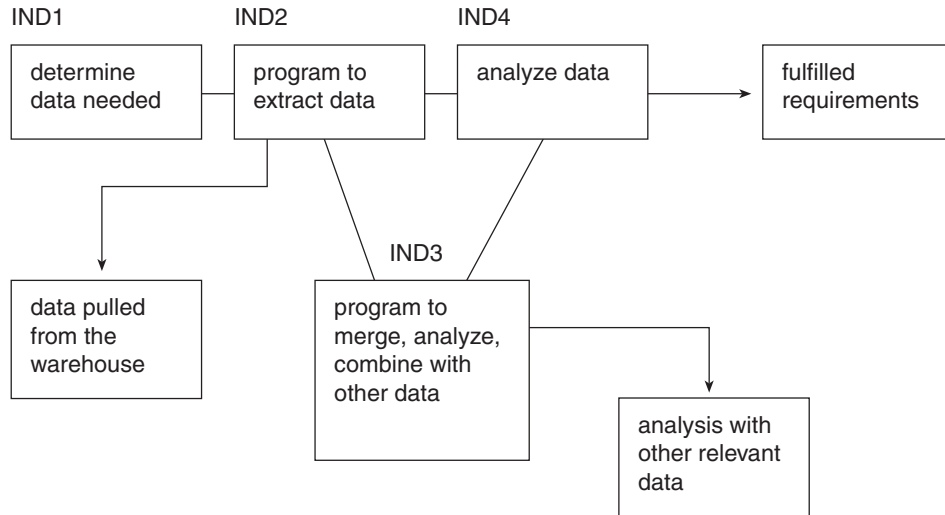 IND1
IND2
IND4
determine
data needed
program to
extract data
analyze data
fulfilled
requirements
IND3
data pulled
from the
warehouse
program to
merge, analyze,
combine with
other data
analysis with
other relevant
data